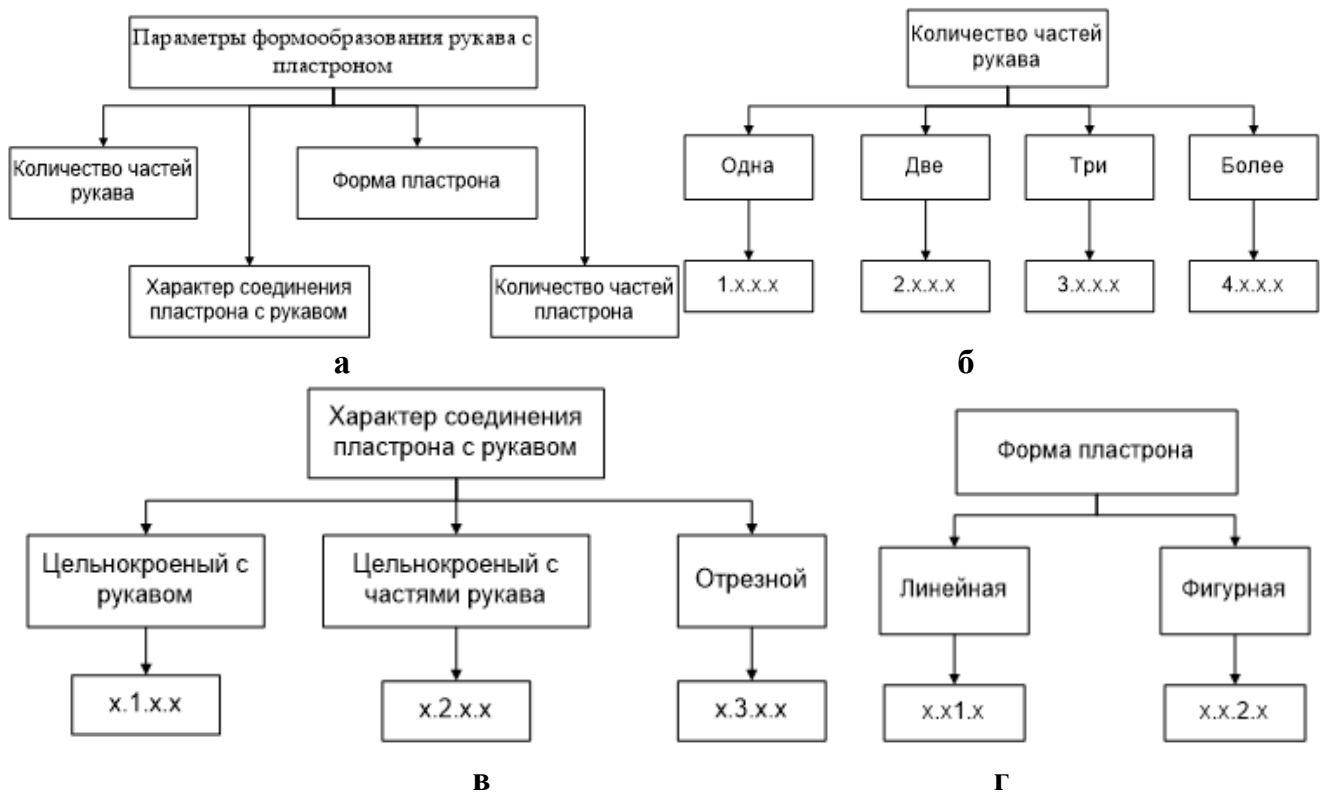 Параметры формообразования рукава с
пластроном
Количество частей
рукава
Форма пластрона
Характер соединения
пластрона с рукавом
Количество частей
пластрона
а
Количество частей
рукава
Одна
Две
Три
Более
1.х.х.х
2.х.х.х
3.х.х.х
4.х.х.х
б
Характер соединения
пластрона с рукавом
Цельнокроеный с
рукавом
Цельнокроеный с
частями рукава
Отрезной
х.1.х.х
х.2.х.х
х.3.х.х
в
Форма пластрона
Линейная
Фигурная
х.х1.х
х.х.2.х
г